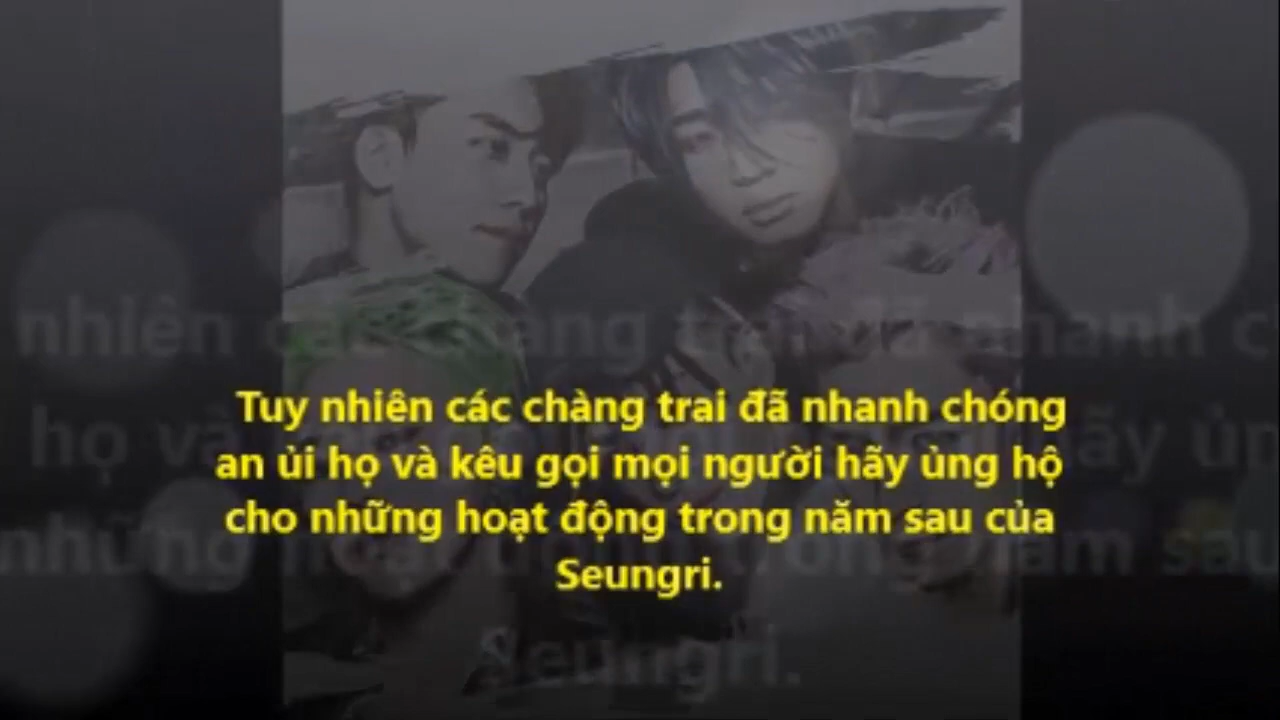 Tuy nhiên các chàng trai đã nhanh chóng
an ủi họ và kêu gọi mọi người hãy ủng hộ
cho những hoạt động trong năm sau của
Seungri.